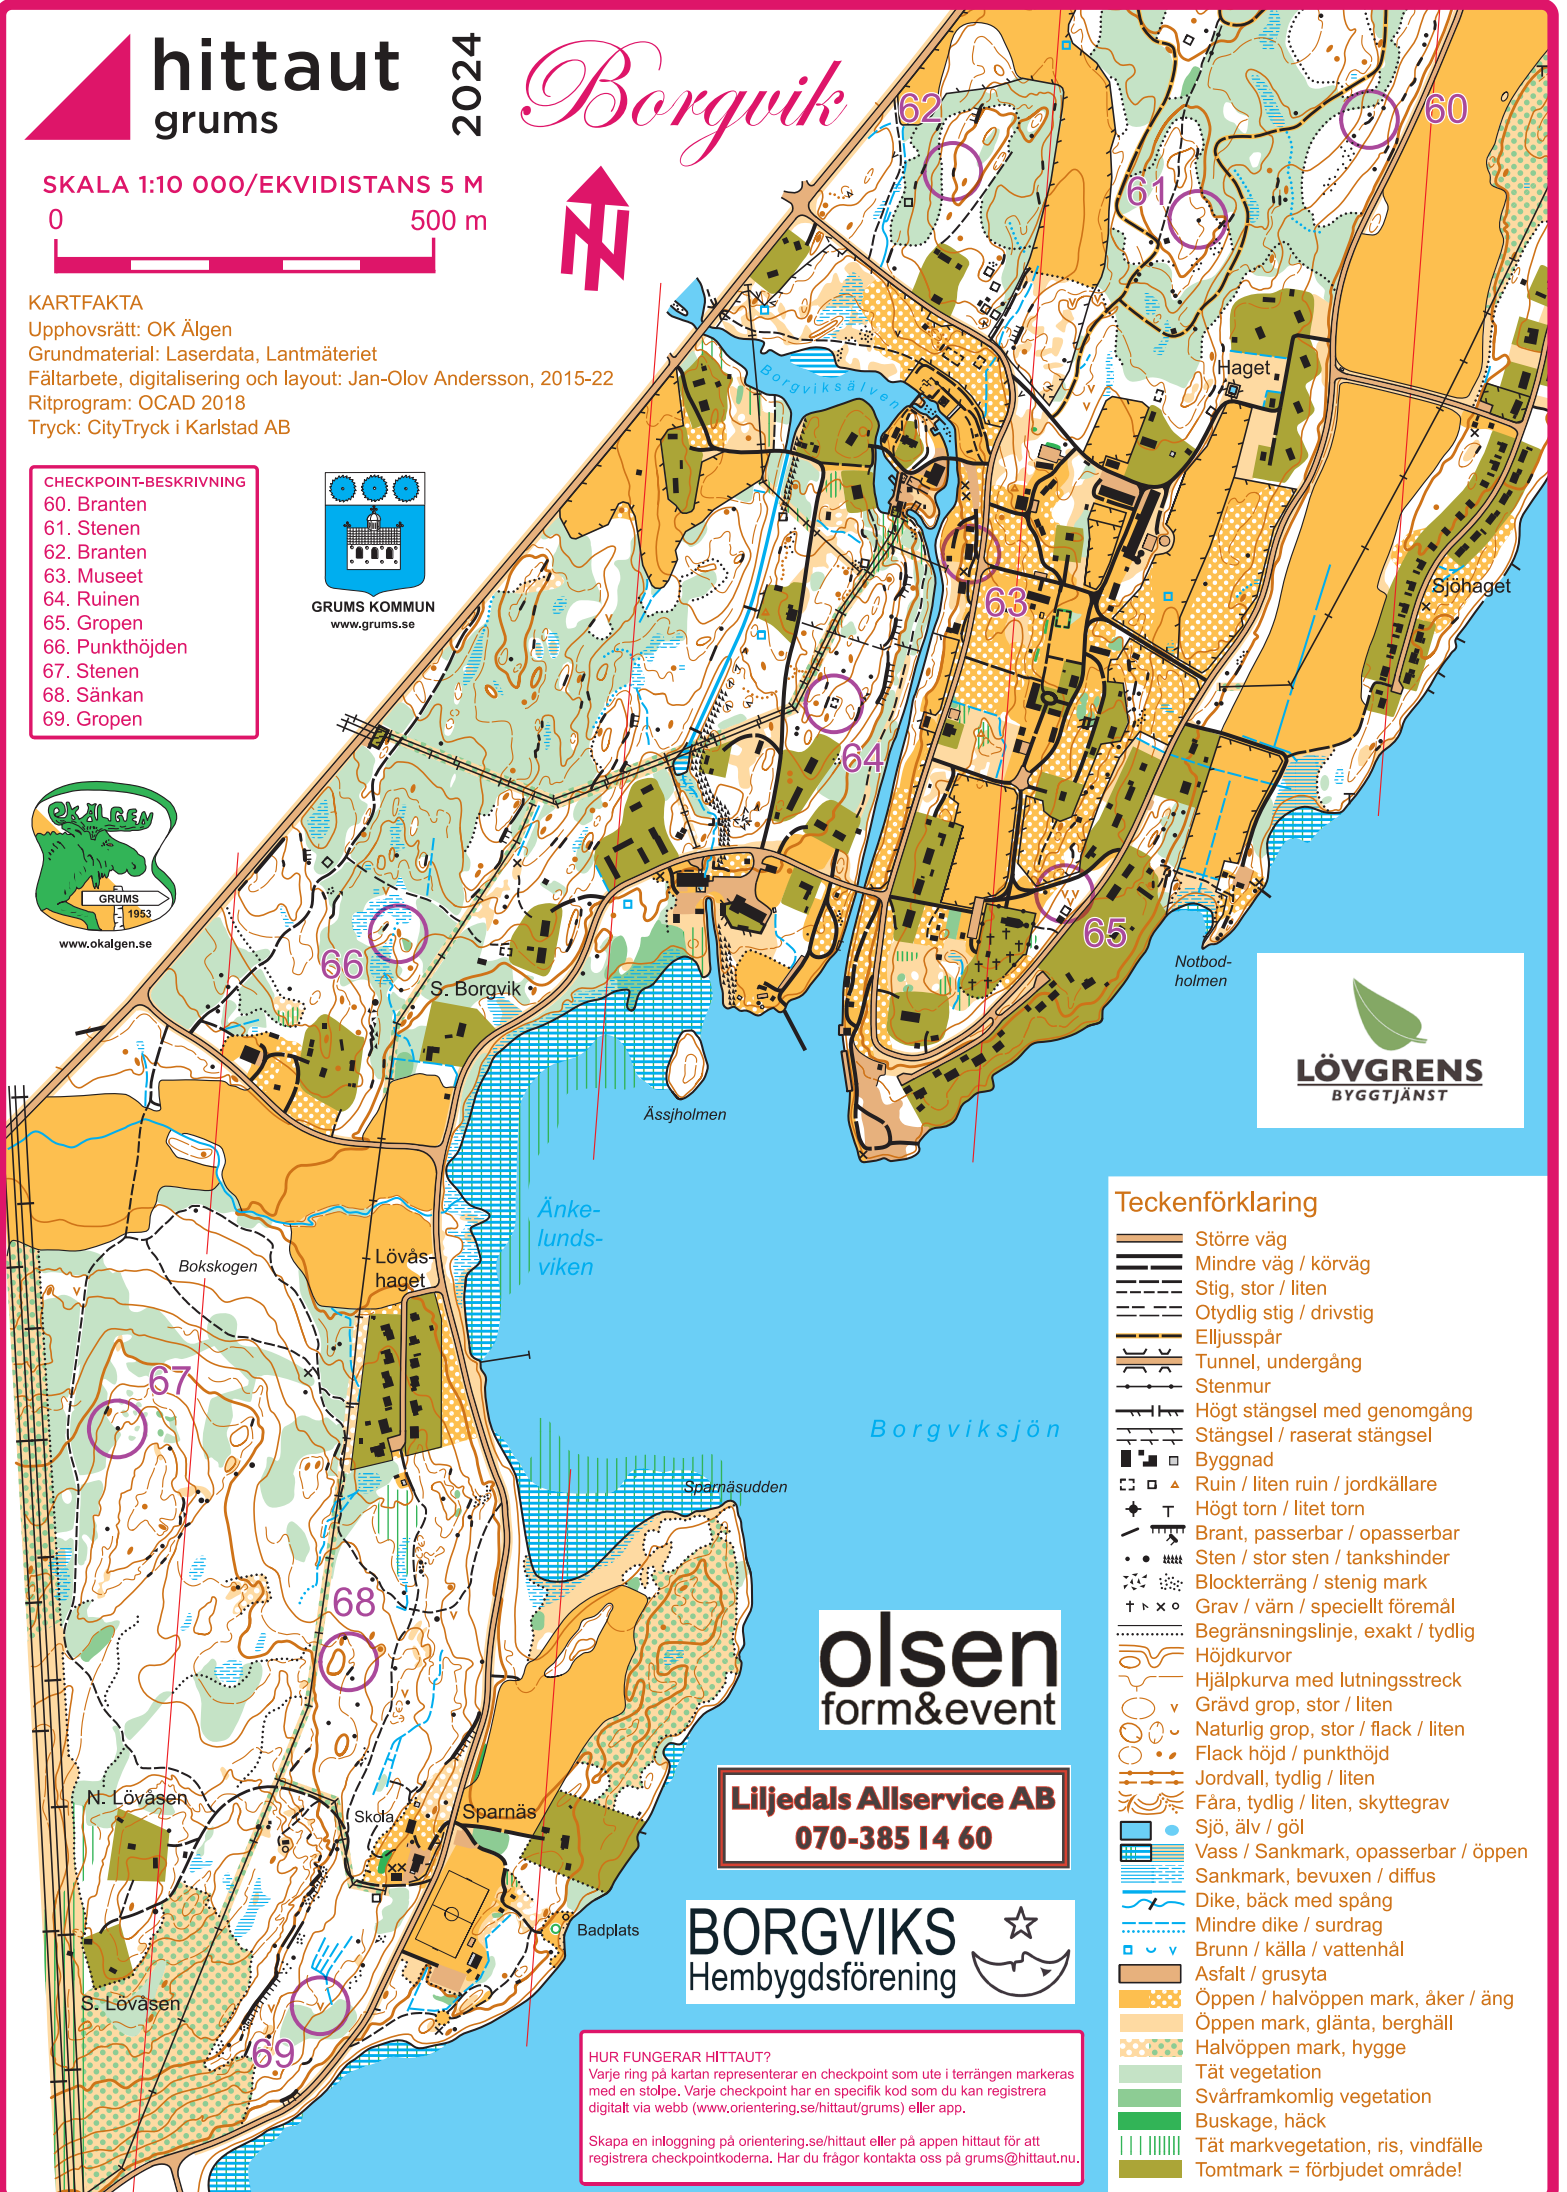 hittaut
grums
2024
Borgvik
SKALA 1:10 000/EKVIDISTANS 5 M
0 500 m
N
KARTFAKTA
Upphovsrätt: OK Älgen
Grundmaterial: Laserdata, Lantmäteriet
Fältarbete, digitalisering och layout: Jan-Olov Andersson, 2015-22
Ritprogram: OCAD 2018
Tryck: CityTryck i Karlstad AB
CHECKPOINT-BESKRIVNING
60. Branten
61. Stenen
62. Branten
63. Museet
64. Ruinen
65. Gropen
66. Punkthöjden
67. Stenen
68. Sänkan
69. Gropen
GRUMS KOMMUN
www.grums.se
OK ÄLGEN
GRUMS
1953
www.okalgen.se
62
60
61
Haget
Borgviksälven
Sjöhaget
63
64
65
66
S. Borgvik
Notbod-
holmen
Ässjholmen
LÖVGRENS
BYGGTJÄNST
Änke-
lunds-
viken
Bokskogen
Lövås-
haget
67
Borgviksjön
Sparnäsudden
68
N. Lövåsen
Skola
Sparnäs
Badplats
S. Lövåsen
69
olsen
form&event
Liljedals Allservice AB
070-385 14 60
BORGVIKS
Hembygdsförening
HUR FUNGERAR HITTAUT?
Varje ring på kartan representerar en checkpoint som ute i terrängen markeras
med en stolpe. Varje checkpoint har en specifik kod som du kan registrera
digitalt via webb (www.orientering.se/hittaut/grums) eller app.
Skapa en inloggning på orientering.se/hittaut eller på appen hittaut för att
registrera checkpointkoderna. Har du frågor kontakta oss på grums@hittaut.nu.
Teckenförklaring
Större väg
Mindre väg / körväg
Stig, stor / liten
Otydlig stig / drivstig
Elljusspår
Tunnel, undergång
Stenmur
Högt stängsel med genomgång
Stängsel / raserat stängsel
Byggnad
Ruin / liten ruin / jordkällare
Högt torn / litet torn
Brant, passerbar / opasserbar
Sten / stor sten / tankshinder
Blockterräng / stenig mark
Grav / värn / speciellt föremål
Begränsningslinje, exakt / tydlig
Höjdkurvor
Hjälpkurva med lutningsstreck
Grävd grop, stor / liten
Naturlig grop, stor / flack / liten
Flack höjd / punkthöjd
Jordvall, tydlig / liten
Fåra, tydlig / liten, skyttegrav
Sjö, älv / göl
Vass / Sankmark, opasserbar / öppen
Sankmark, bevuxen / diffus
Dike, bäck med spång
Mindre dike / surdrag
Brunn / källa / vattenhål
Asfalt / grusyta
Öppen / halvöppen mark, åker / äng
Öppen mark, glänta, berghäll
Halvöppen mark, hygge
Tät vegetation
Svårframkomlig vegetation
Buskage, häck
Tät markvegetation, ris, vindfälle
Tomtmark = förbjudet område!